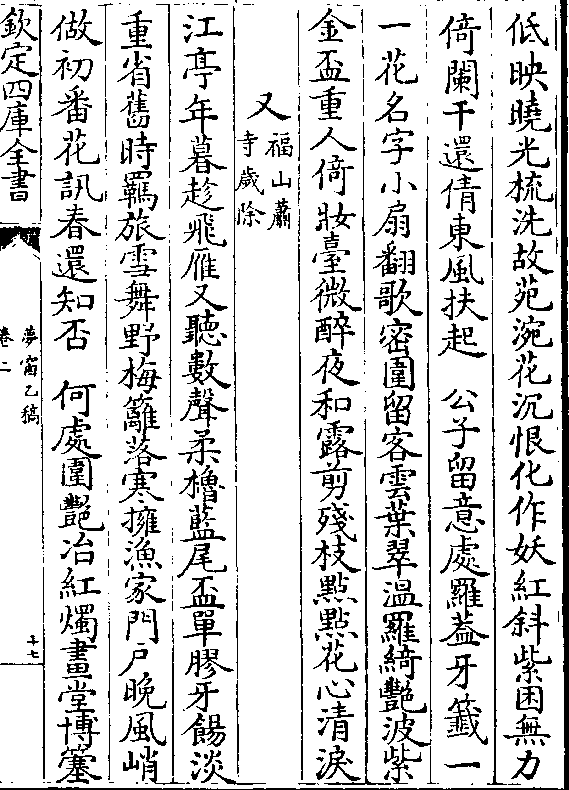 低映曉光梳洗故苑浣花沉恨化作妖紅斜紫困無力
倚闌干還倩東風扶起　公子留意處羅葢牙籤一
一花名字小扇翻歌密圍留客雲葉翠溫羅綺艷波紫
金盃重人倚妝臺微醉夜和露剪殘枝點點花心清淚
又福山蕭寺歲除
江亭年暮趁飛雁又聽數聲柔櫓藍尾盃單膠牙餳淡
重省舊時羈旅雪舞野梅籬落寒擁漁家門戶晚風峭
做初番花訊春還知否　何處圍艷冶紅燭畫堂博簺
欽定四庫全書
夢窗乙稿
卷二
十七